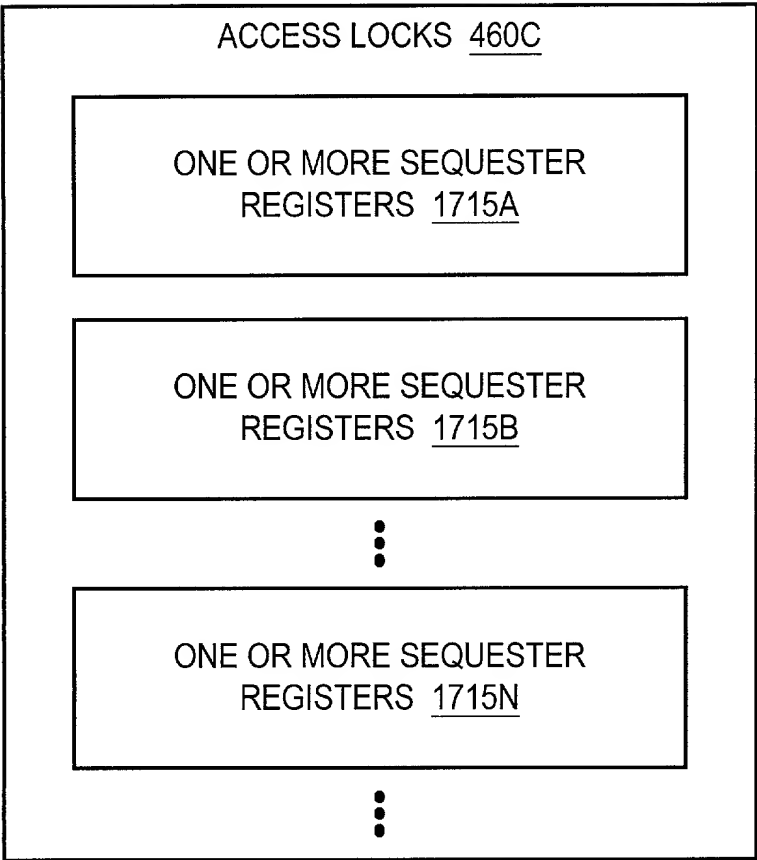 ACCESS LOCKS 460C
ONE OR MORE SEQUESTER
REGISTERS 1715A
ONE OR MORE SEQUESTER
REGISTERS 1715B
ONE OR MORE SEQUESTER
REGISTERS 1715N